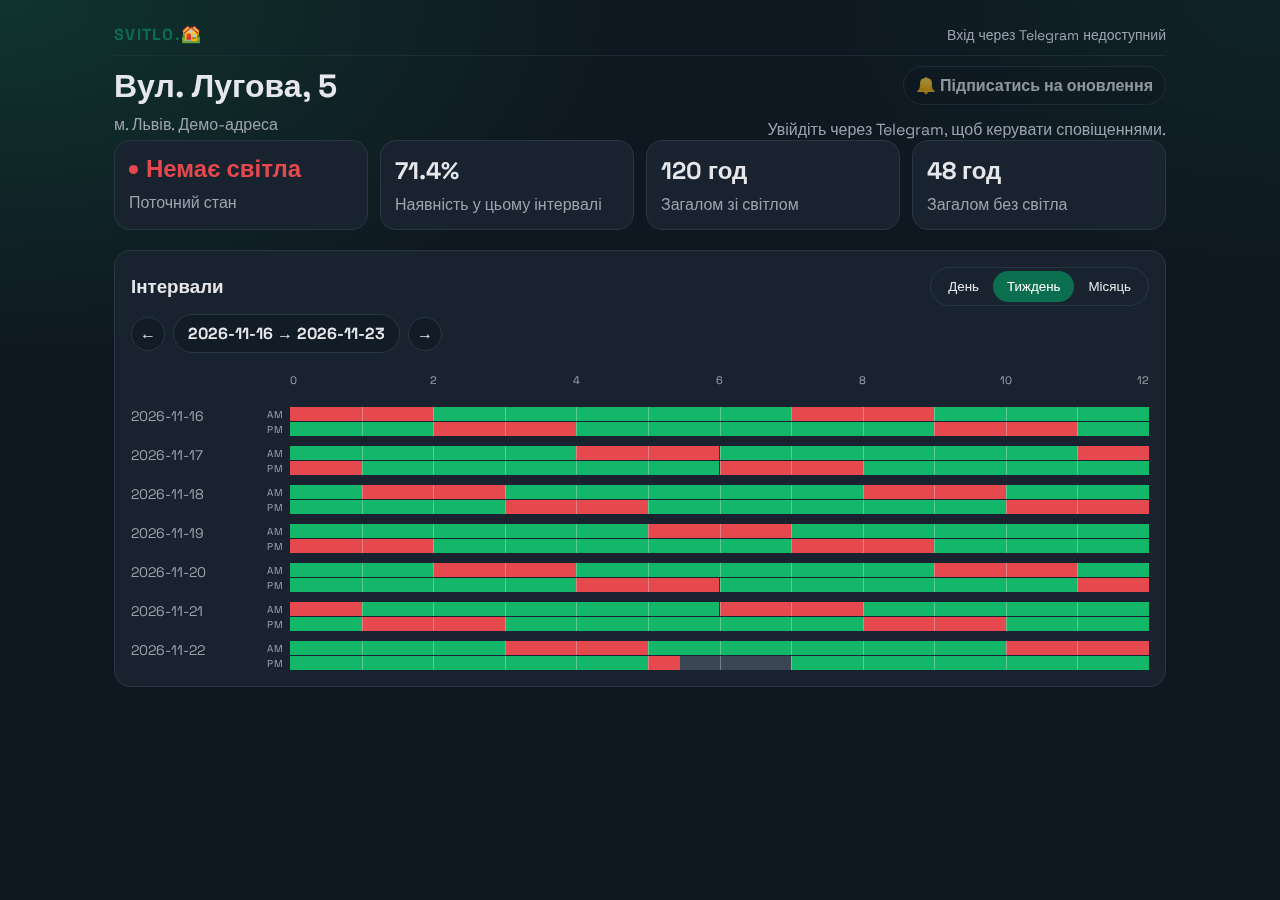 SVITLO.🏠
Вхід через Telegram недоступний
Вул. Лугова, 5
🔔 Підписатись на оновлення
м. Львів. Демо-адреса
Увійдіть через Telegram, щоб керувати сповіщеннями.
Немає світла
Поточний стан
71.4%
Наявність у цьому інтервалі
120 год
Загалом зі світлом
48 год
Загалом без світла
Інтервали
День Тиждень Місяць
← 2026-11-16 → 2026-11-23 →
0 2 4 6 8 10 12
2026-11-16 AM
PM
2026-11-17 AM
PM
2026-11-18 AM
PM
2026-11-19 AM
PM
2026-11-20 AM
PM
2026-11-21 AM
PM
2026-11-22 AM
PM